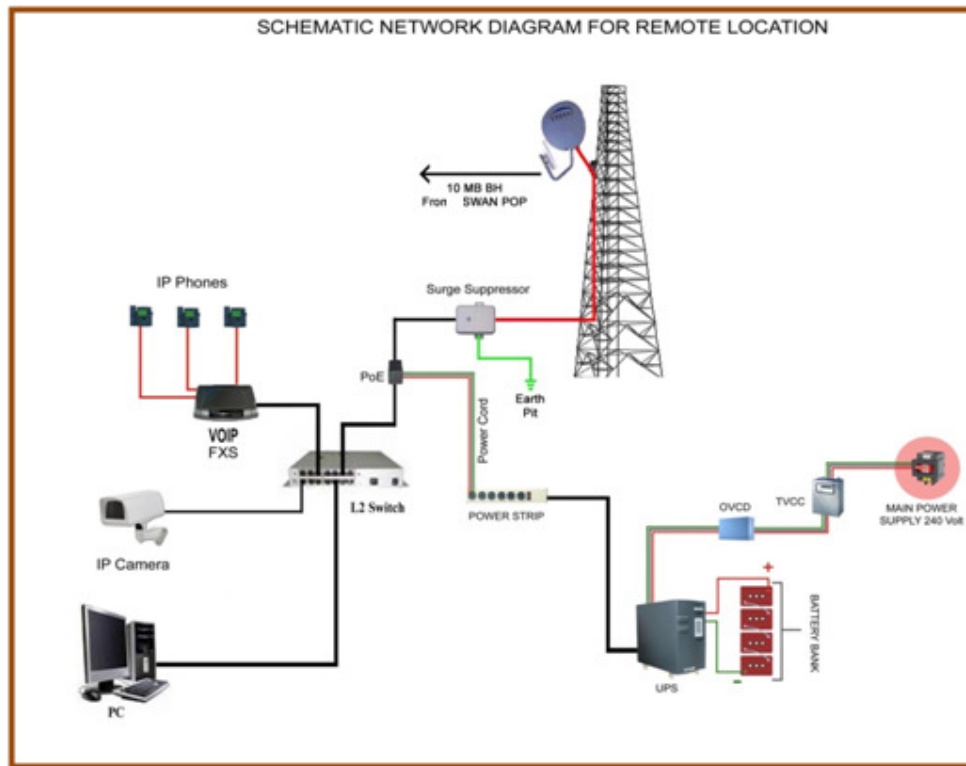 SCHEMATIC NETWORK DIAGRAM FOR REMOTE LOCATION
10 MB BH
Fron SWAN POP
IP Phones
Surge Suppressor
PoE
Earth
Pit
Power Cord
VOIP
FXS
L2 Switch
POWER STRIP
OVCD
TVCC
MAIN POWER
SUPPLY 240 Volt
IP Camera
+
BATTERY BANK
-
UPS
PC